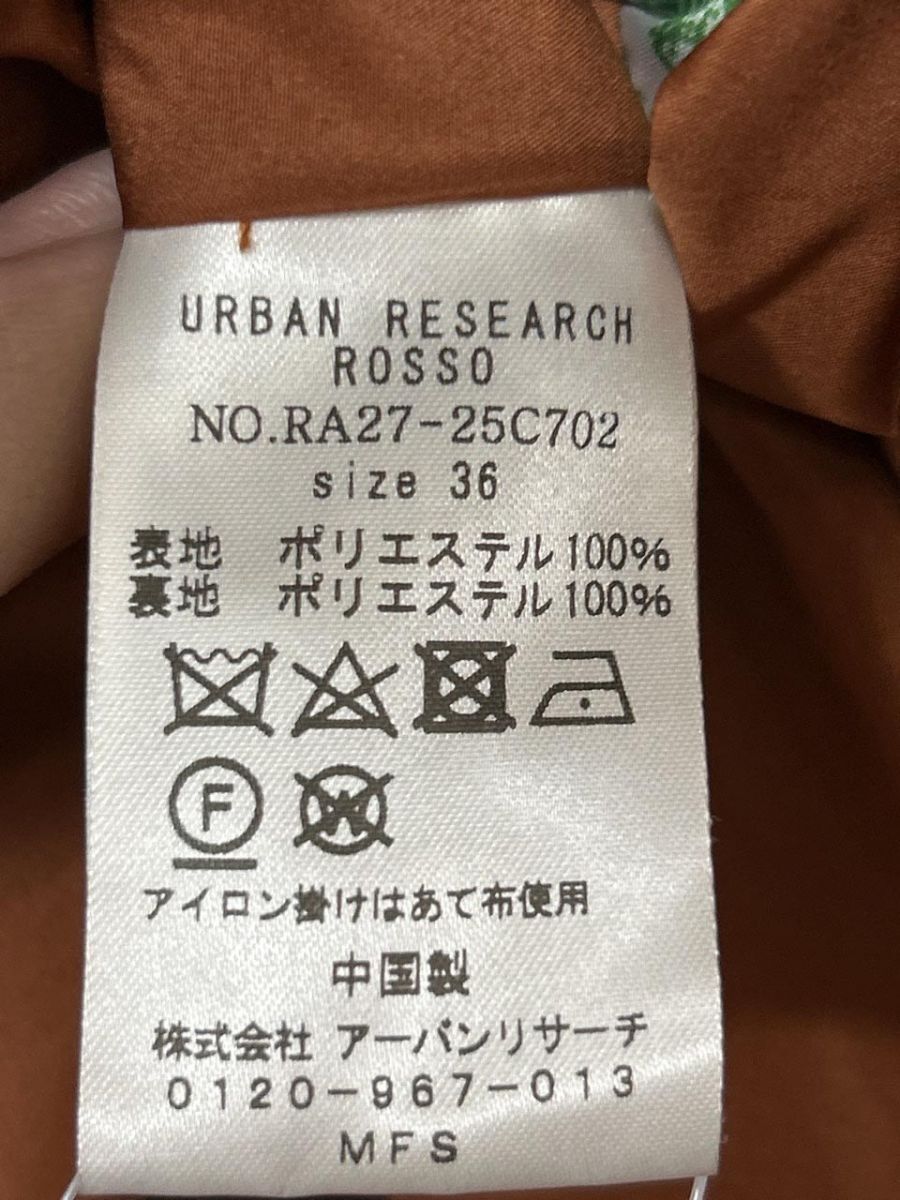 URBAN RESEARCH
ROSSO
NO.RA27-25C702
size 36
表地 ポリエステル100%
裏地 ポリエステル100%
F
W
アイロン掛けはあて布使用
中国製
株式会社 アーバンリサーチ
0120-967-013
MFS